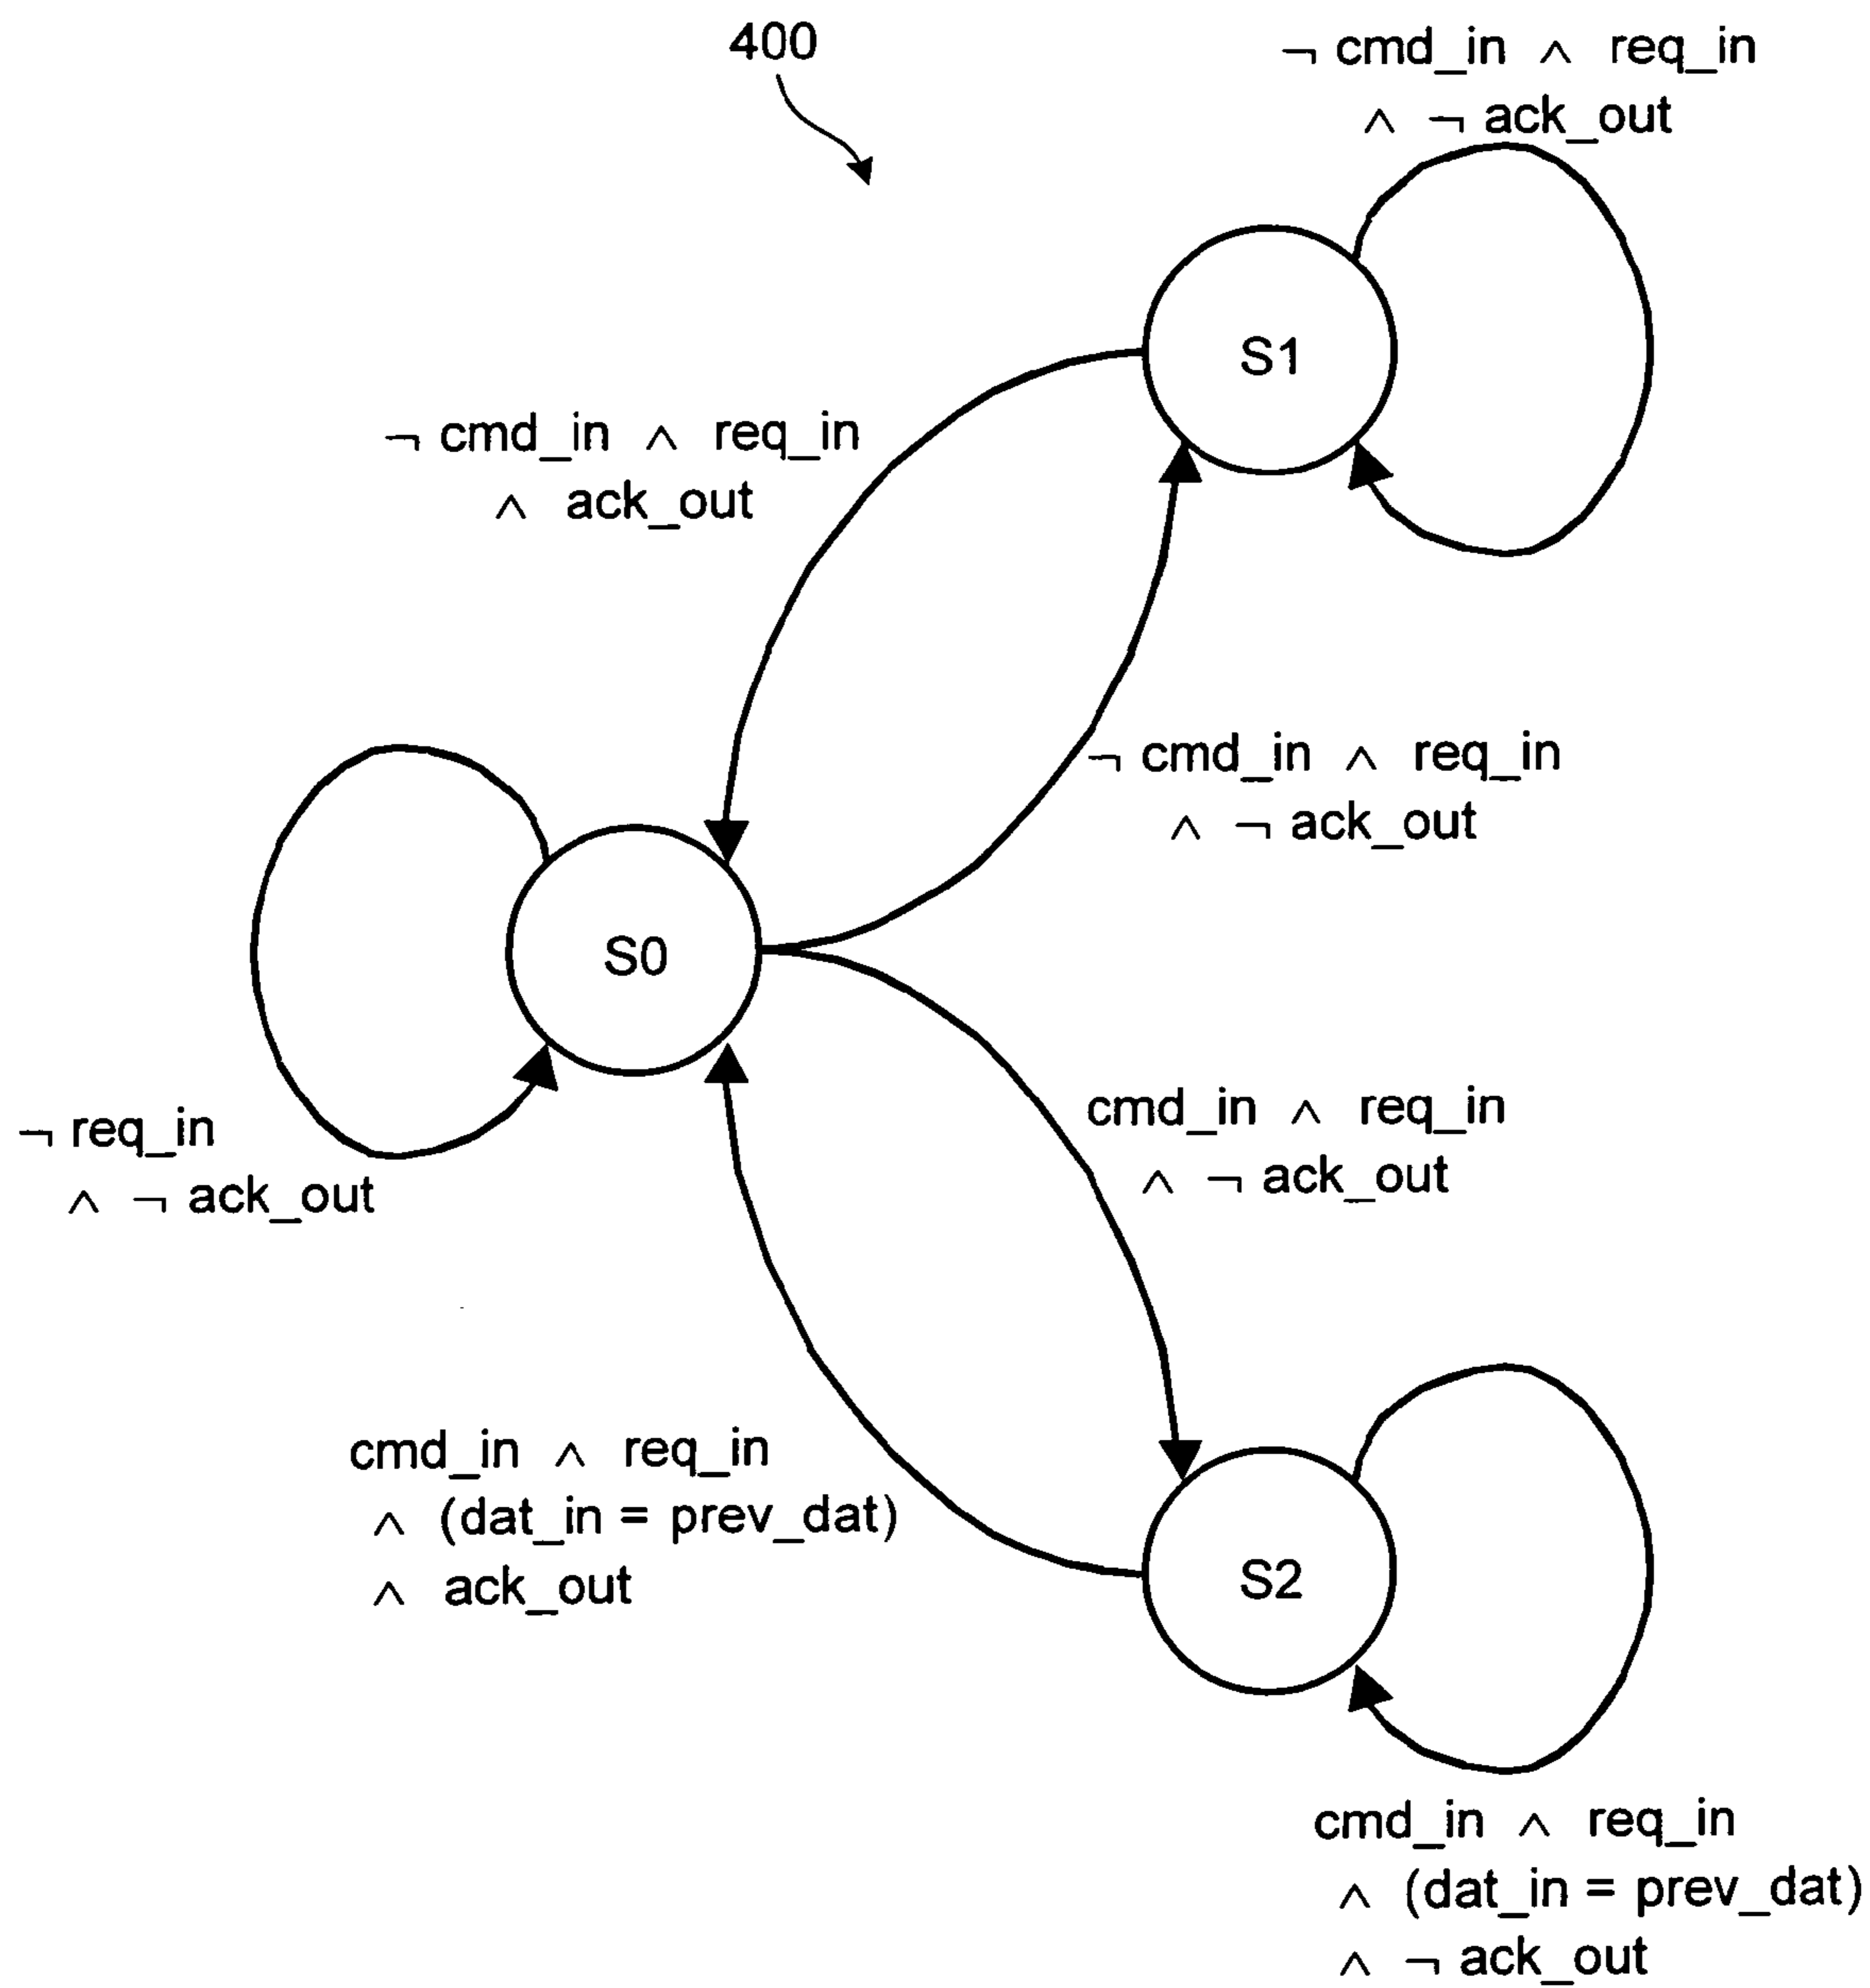 400
¬ cmd_in ∧ req_in
∧ ¬ ack_out
S1
¬ cmd_in ∧ req_in
∧ ack_out
¬ cmd_in ∧ req_in
∧ ¬ ack_out
S0
¬ req_in
∧ ¬ ack_out
cmd_in ∧ req_in
∧ ¬ ack_out
cmd_in ∧ req_in
∧ (dat_in = prev_dat)
∧ ack_out
S2
cmd_in ∧ req_in
∧ (dat_in = prev_dat)
∧ ¬ ack_out